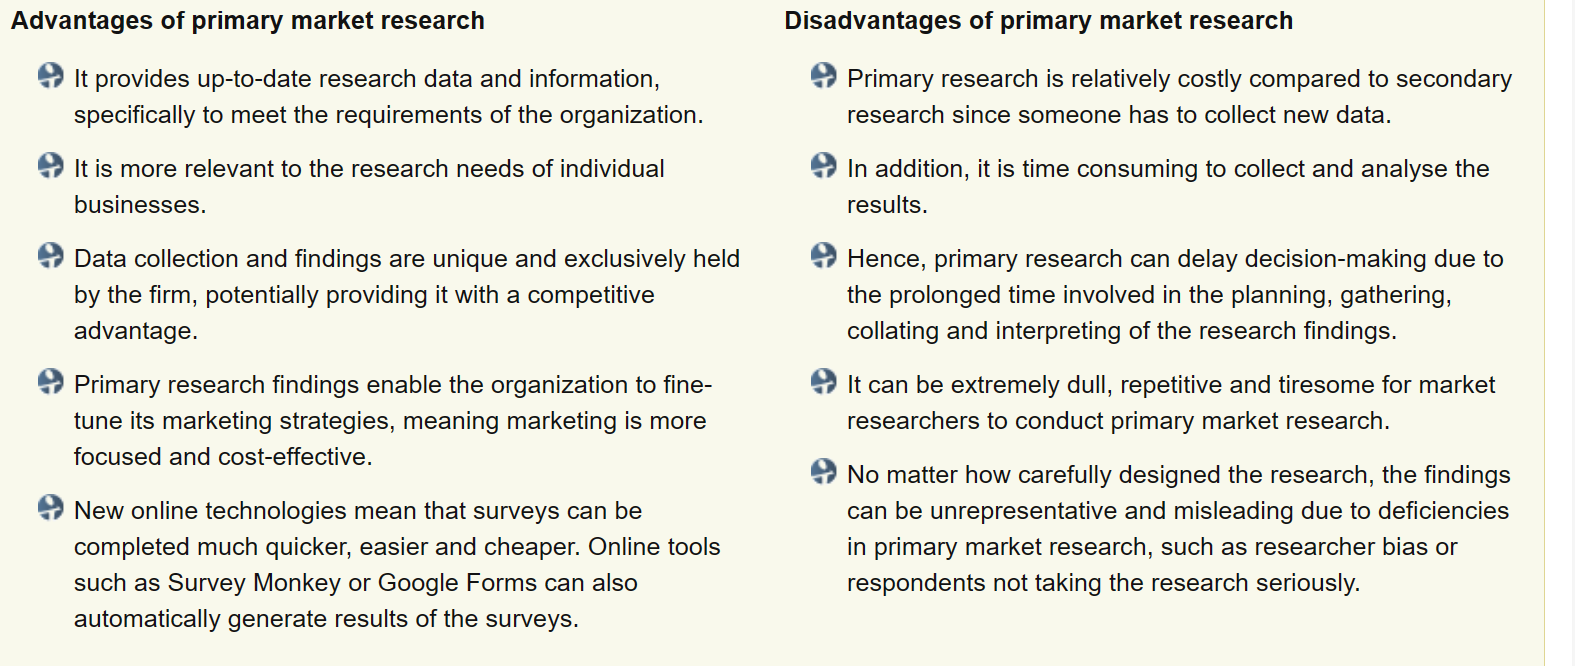 Advantages of primary market research
It provides up-to-date research data and information,
specifically to meet the requirements of the organization.
It is more relevant to the research needs of individual
businesses.
Data collection and findings are unique and exclusively held
by the firm, potentially providing it with a competitive
advantage.
Primary research findings enable the organization to fine-
tune its marketing strategies, meaning marketing is more
focused and cost-effective.
New online technologies mean that surveys can be
completed much quicker, easier and cheaper. Online tools
such as Survey Monkey or Google Forms can also
automatically generate results of the surveys.
Disadvantages of primary market research
Primary research is relatively costly compared to secondary
research since someone has to collect new data.
In addition, it is time consuming to collect and analyse the
results.
Hence, primary research can delay decision-making due to
the prolonged time involved in the planning, gathering,
collating and interpreting of the research findings.
It can be extremely dull, repetitive and tiresome for market
researchers to conduct primary market research.
No matter how carefully designed the research, the findings
can be unrepresentative and misleading due to deficiencies
in primary market research, such as researcher bias or
respondents not taking the research seriously.